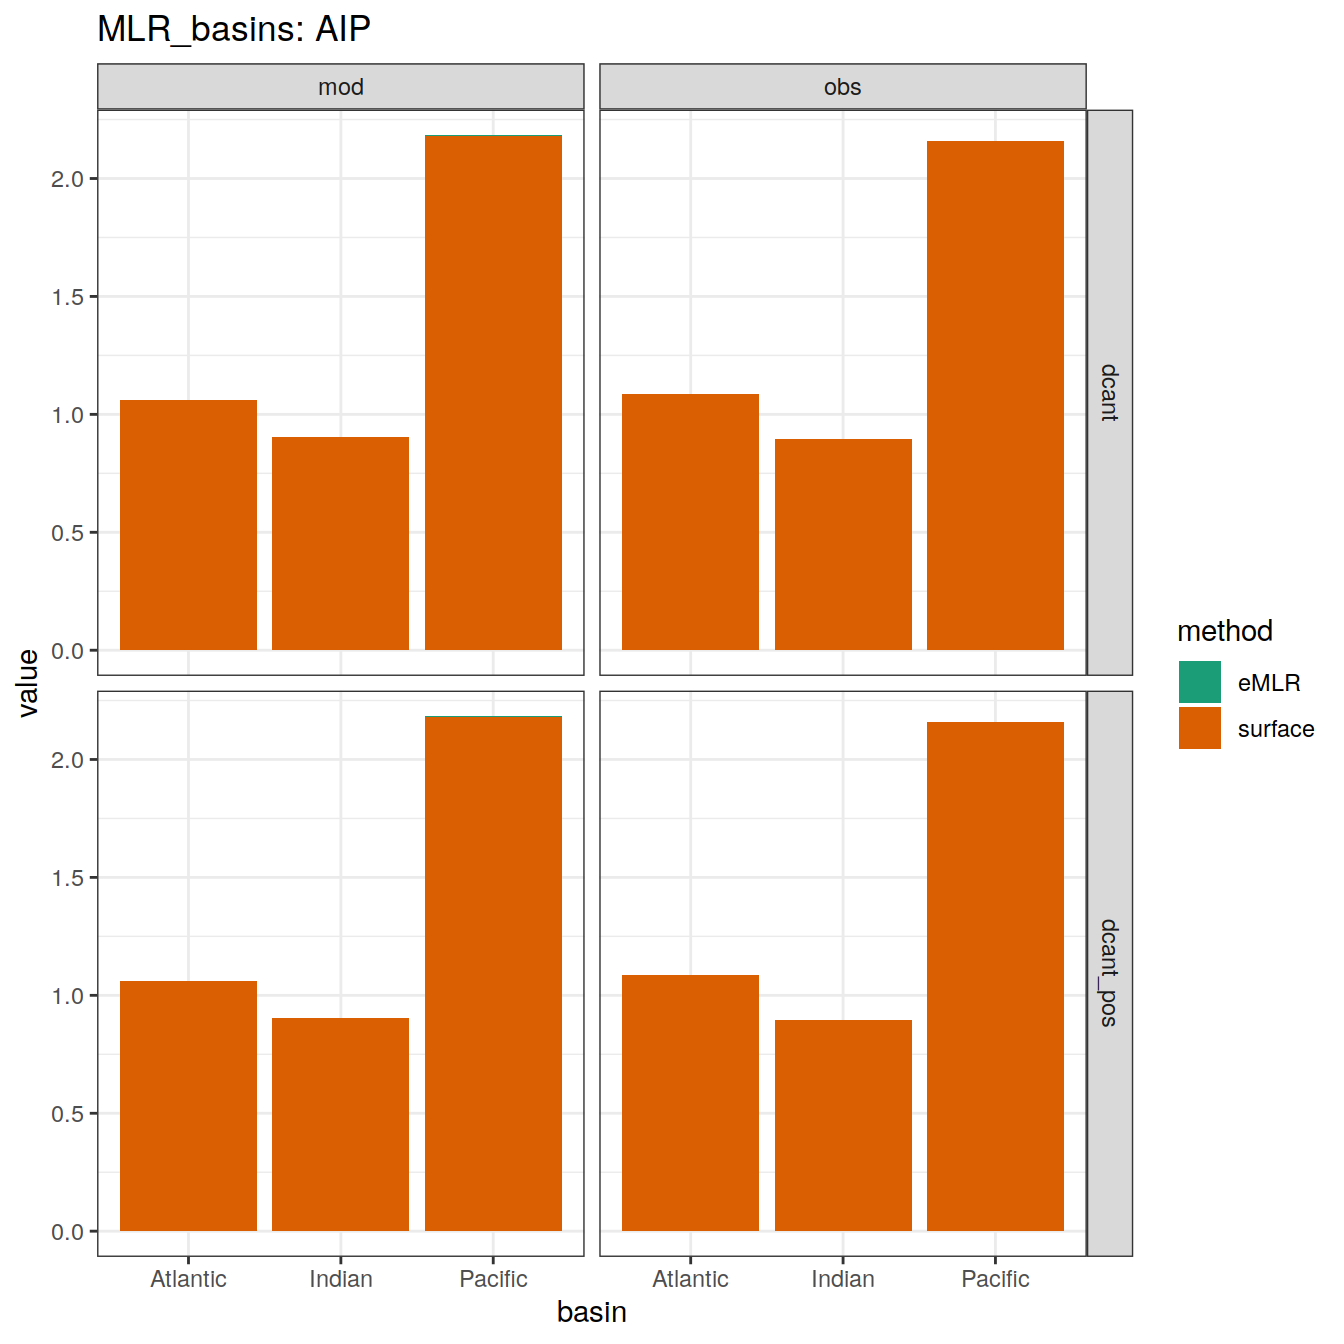 MLR_basins: AIP
mod
obs
2.0
1.5
1.0
0.5
0.0
dcant
value
2.0
1.5
1.0
0.5
0.0
dcant_pos
Atlantic Indian Pacific
Atlantic Indian Pacific
basin
method
eMLR
surface